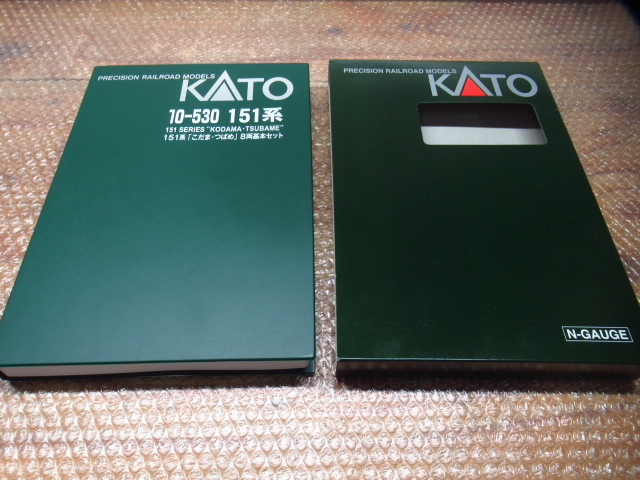 PRECISION RAILROAD MODELS
KATO
10-530 151系
151 SERIES "KODAMA·TSUBAME"
151系「こだま・つばめ」8両基本セット
PRECISION RAILROAD MODELS
KATO
N-GAUGE